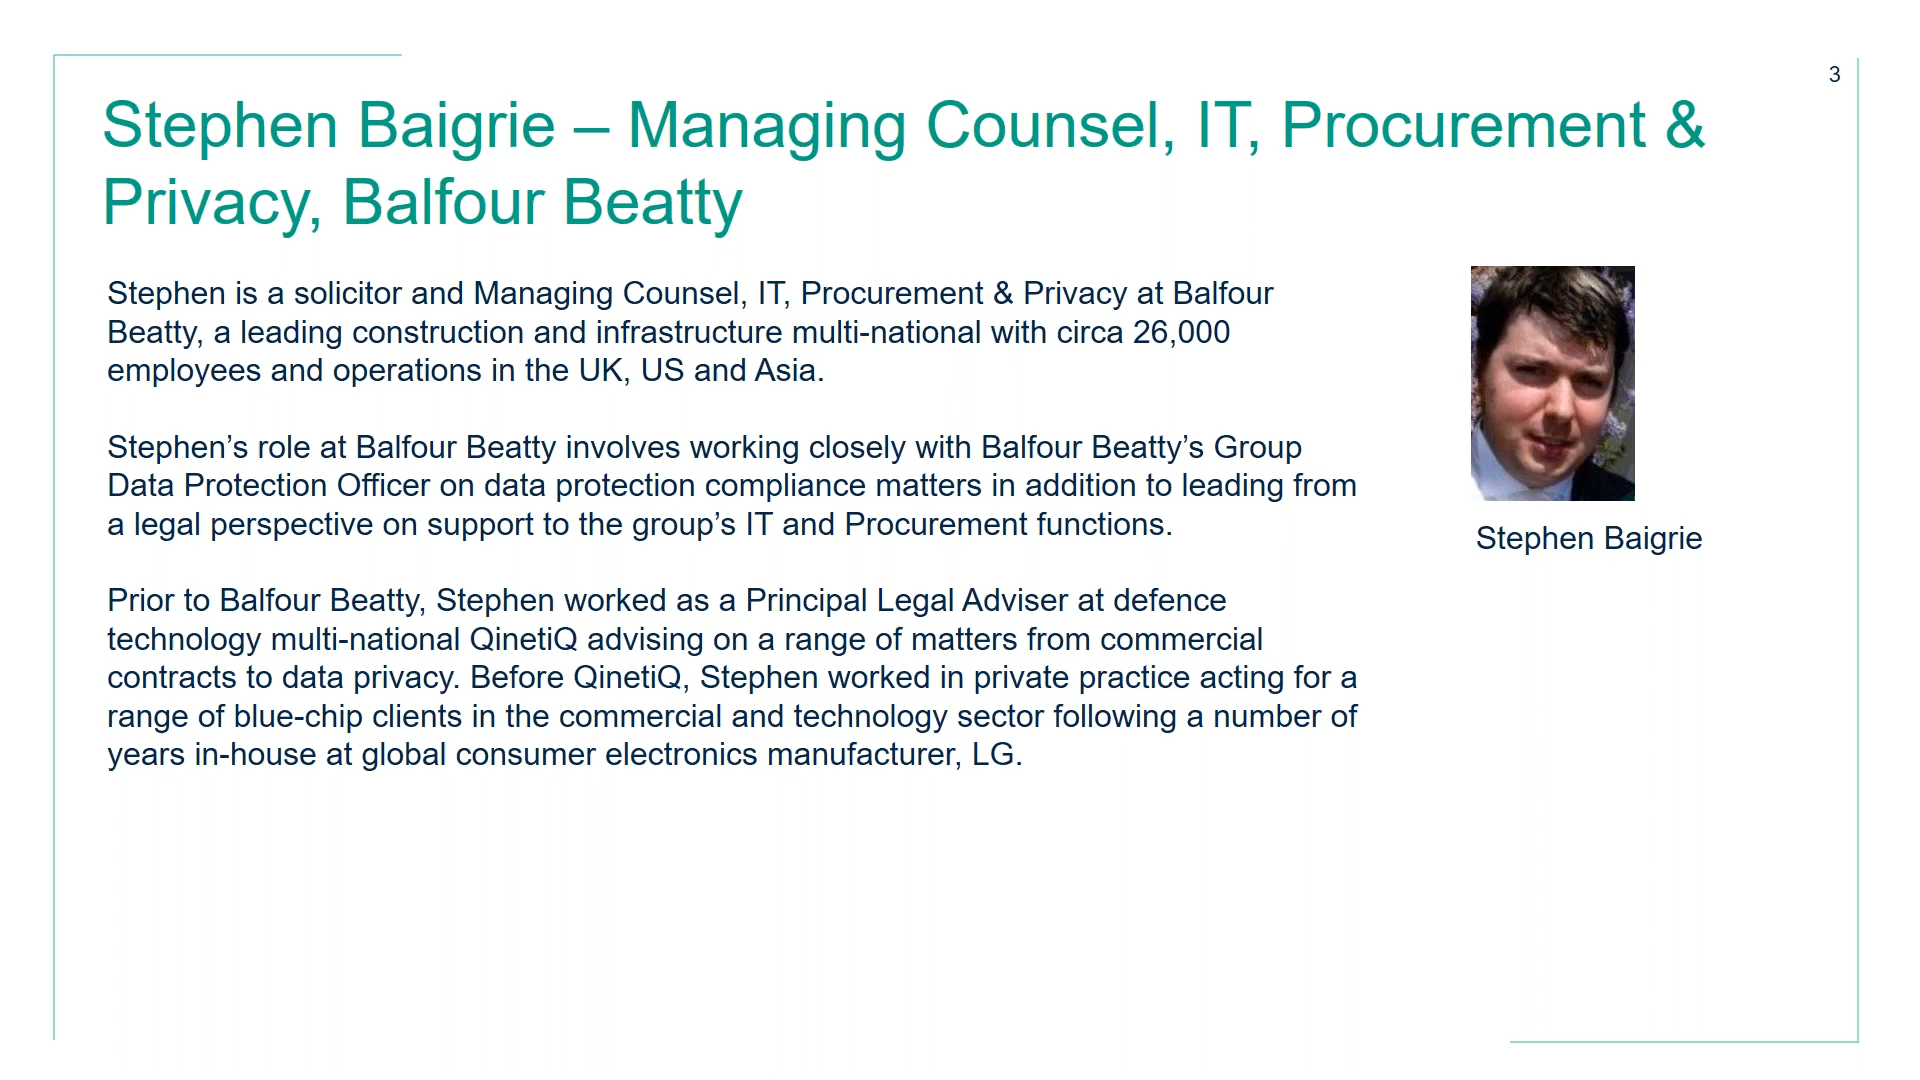 3
Stephen Baigrie – Managing Counsel, IT, Procurement &
Privacy, Balfour Beatty
Stephen is a solicitor and Managing Counsel, IT, Procurement & Privacy at Balfour
Beatty, a leading construction and infrastructure multi-national with circa 26,000
employees and operations in the UK, US and Asia.
Stephen’s role at Balfour Beatty involves working closely with Balfour Beatty’s Group
Data Protection Officer on data protection compliance matters in addition to leading from
a legal perspective on support to the group’s IT and Procurement functions.
Prior to Balfour Beatty, Stephen worked as a Principal Legal Adviser at defence
technology multi-national QinetiQ advising on a range of matters from commercial
contracts to data privacy. Before QinetiQ, Stephen worked in private practice acting for a
range of blue-chip clients in the commercial and technology sector following a number of
years in-house at global consumer electronics manufacturer, LG.
Stephen Baigrie